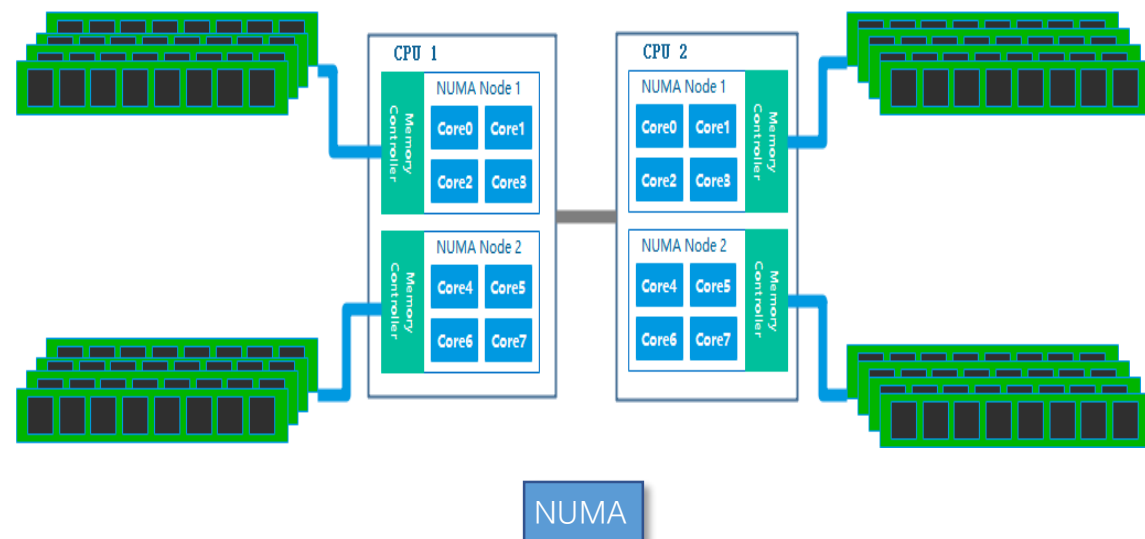 CPU 1
NUMA Node 1
Memory Controller
Core0 Core1
Core2 Core3
NUMA Node 2
Memory Controller
Core4 Core5
Core6 Core7
CPU 2
NUMA Node 1
Core0 Core1
Core2 Core3
Memory Controller
NUMA Node 2
Core4 Core5
Core6 Core7
Memory Controller
NUMA